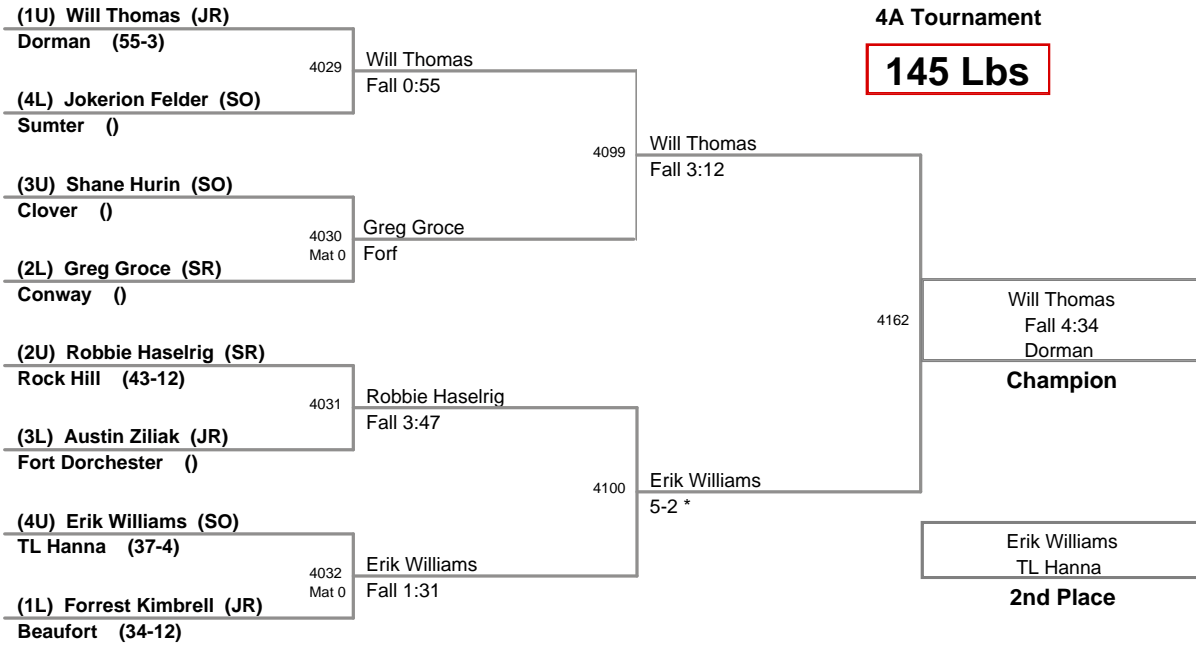 4A Tournament
145 Lbs
(1U) Will Thomas (JR)
Dorman (55-3)
4029
Will Thomas
Fall 0:55
(4L) Jokerion Felder (SO)
Sumter ()
4099
Will Thomas
Fall 3:12
(3U) Shane Hurin (SO)
Clover ()
4030
Mat 0
Greg Groce
Forf
(2L) Greg Groce (SR)
Conway ()
4162
Will Thomas
Fall 4:34
Dorman
Champion
(2U) Robbie Haselrig (SR)
Rock Hill (43-12)
4031
Robbie Haselrig
Fall 3:47
(3L) Austin Ziliak (JR)
Fort Dorchester ()
4100
Erik Williams
5-2 *
(4U) Erik Williams (SO)
TL Hanna (37-4)
4032
Mat 0
Erik Williams
Fall 1:31
(1L) Forrest Kimbrell (JR)
Beaufort (34-12)
Erik Williams
TL Hanna
2nd Place